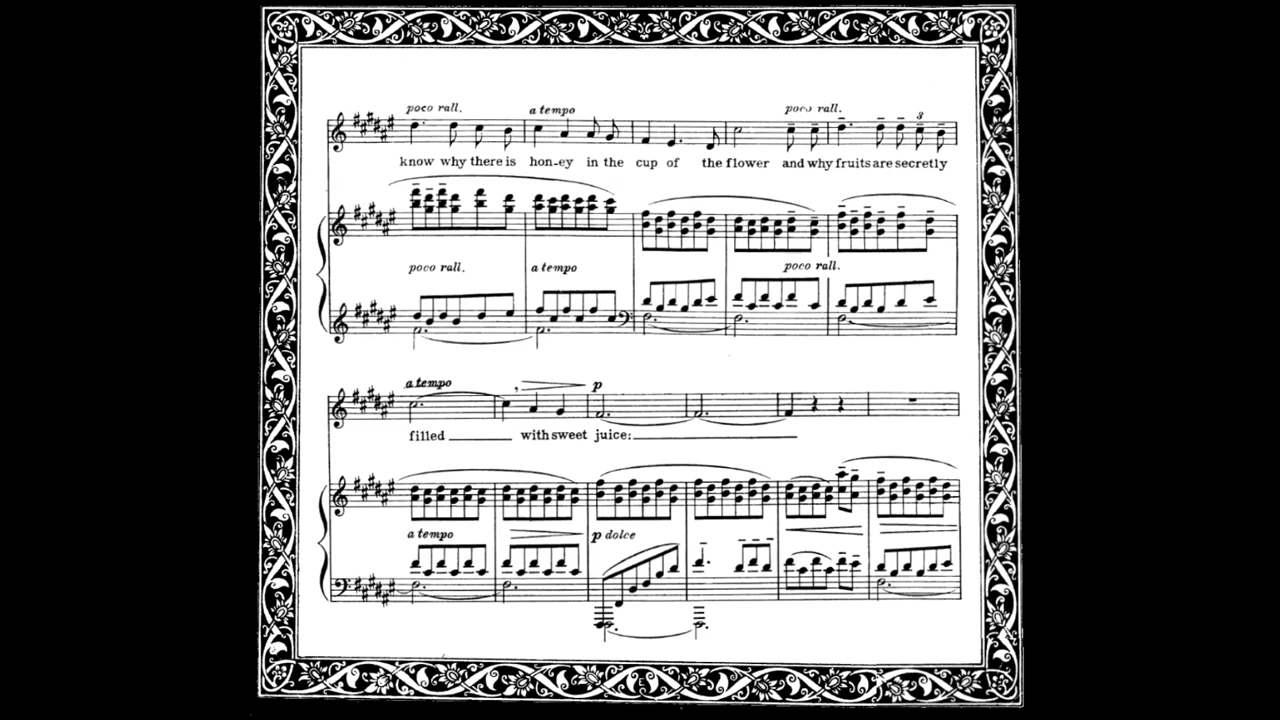 poco rall. a tempo poco rall.
3
know why there is hon-ey in the cup of the flower and why fruits are secretly
poco rall. a tempo poco rall.
a tempo p
filled with sweet juice:
a tempo p dolce